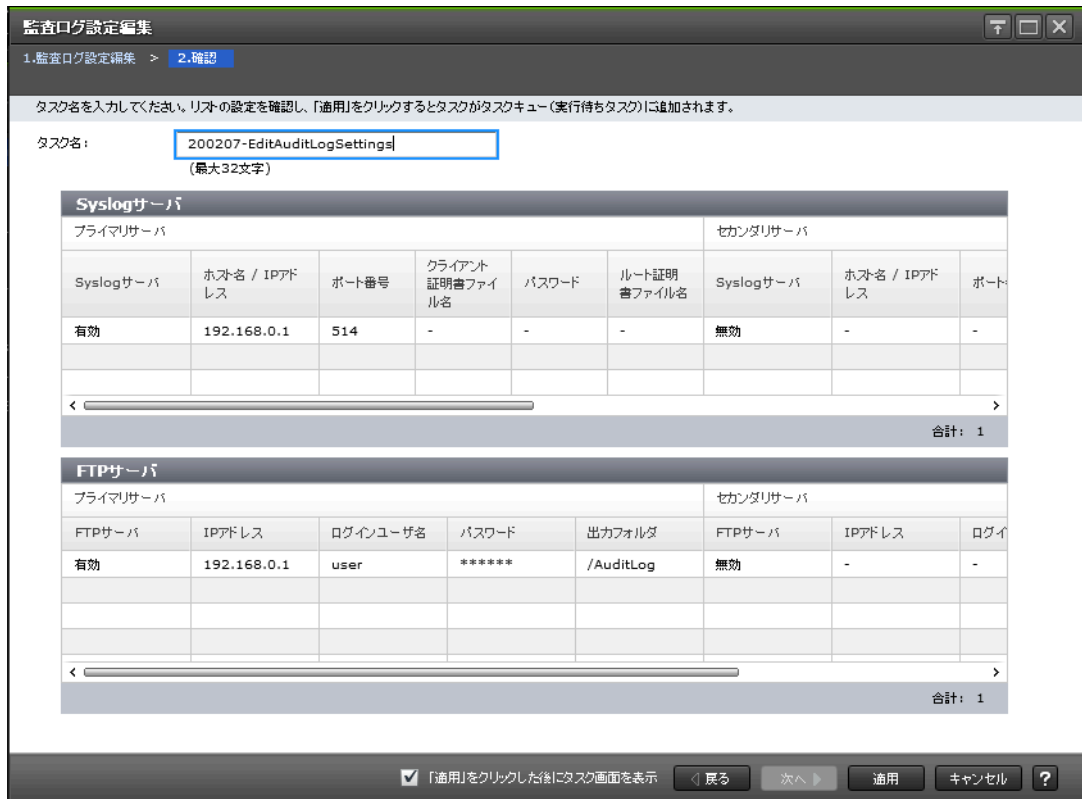 監査ログ設定編集
1.監査ログ設定編集 > 2.確認
タスク名を入力してください。リストの設定を確認し、「適用」をクリックするとタスクがタスクキュー(実行待ちタスク)に追加されます。
タスク名: 200207-EditAuditLogSettings
(最大32文字)
Syslogサーバ
プライマリサーバ セカンダリサーバ
Syslogサーバ ホスト名 / IPアドレス ポート番号 クライアント証明書ファイル名 パスワード ルート証明書ファイル名 Syslogサーバ ホスト名 / IPアドレス ポート
有効 192.168.0.1 514 - - - 無効 - -
合計: 1
FTPサーバ
プライマリサーバ セカンダリサーバ
FTPサーバ IPアドレス ログインユーザ名 パスワード 出力フォルダ FTPサーバ IPアドレス ログイ
有効 192.168.0.1 user ****** /AuditLog 無効 - -
合計: 1
「適用」をクリックした後にタスク画面を表示 戻る 次へ 適用 キャンセル ?